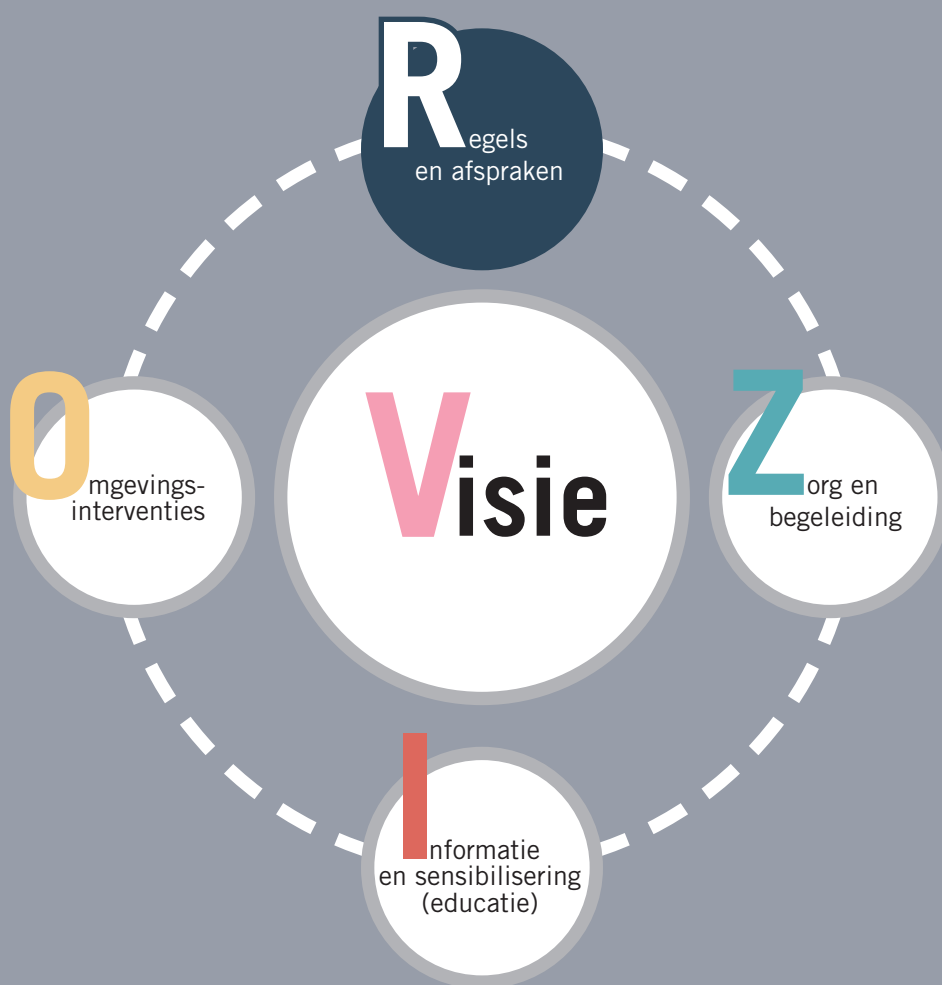 Regels
en afspraken
Omgevings-
interventies
Visie
Zorg en
begeleiding
Informatie
en sensibilisering
(educatie)